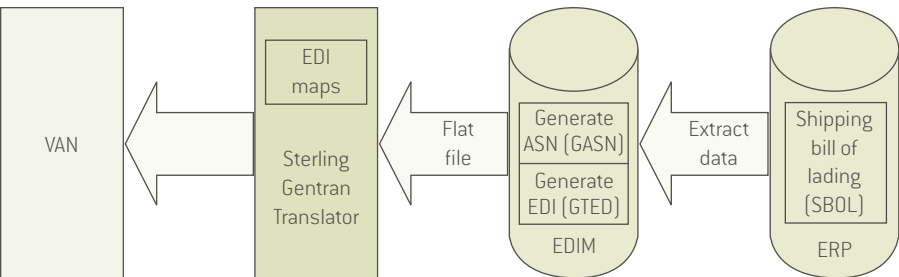 VAN
EDI
maps
Sterling
Gentran
Translator
Flat
file
Generate
ASN (GASN)
Generate
EDI (GTED)
EDIM
Extract
data
Shipping
bill of
lading
(SBOL)
ERP